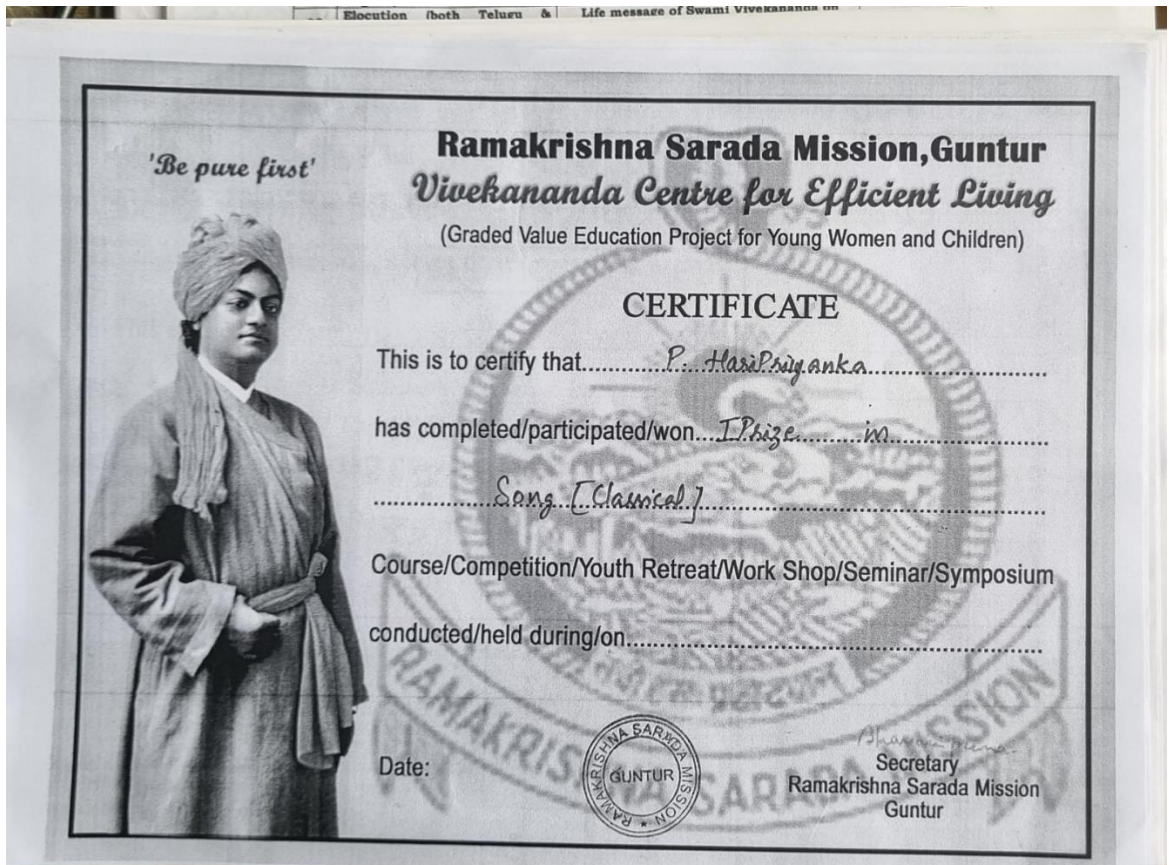 Elocution (both Telugu & Life message of Swami Vivekananda on
'Be pure first'
Ramakrishna Sarada Mission,Guntur
Vivekananda Centre for Efficient Living
(Graded Value Education Project for Young Women and Children)
CERTIFICATE
This is to certify that............P. HariPriyanka..............................
has completed/participated/won...I Prize.........in.......................
...................Song [Classical]......................................................
Course/Competition/Youth Retreat/Work Shop/Seminar/Symposium
conducted/held during/on...................................................................
RAMAKRISHNA SARADA MISSION
Date:
RAMAKRISHNA SARADA MISSION
GUNTUR
Secretary
Ramakrishna Sarada Mission
Guntur